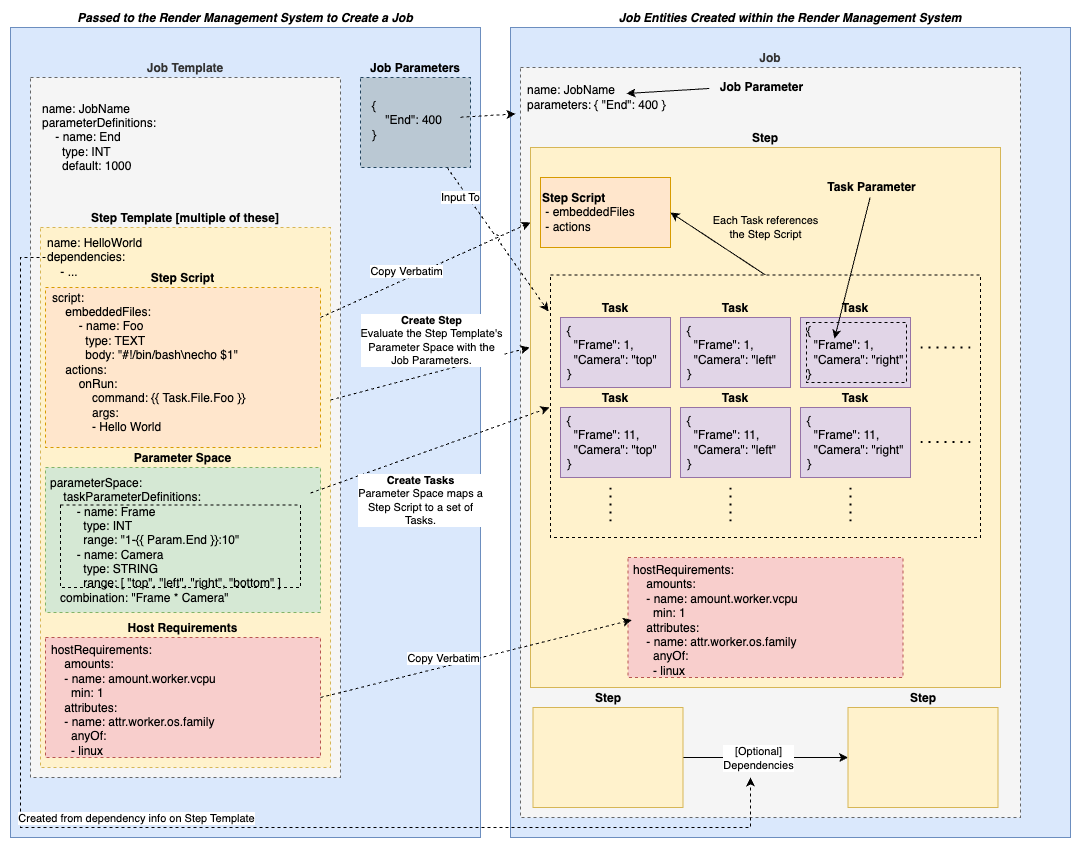 Passed to the Render Management System to Create a Job
Job Template
name: JobName
parameterDefinitions:
- name: End
type: INT
default: 1000
Job Parameters
{
"End": 400
}
Step Template [multiple of these]
name: HelloWorld
dependencies:
- ...
Step Script
script:
embeddedFiles:
- name: Foo
type: TEXT
body: "#!/bin/bash\necho $1"
actions:
onRun:
command: {{ Task.File.Foo }}
args:
- Hello World
Parameter Space
parameterSpace:
taskParameterDefinitions:
- name: Frame
type: INT
range: "1-{{ Param.End }}:10"
- name: Camera
type: STRING
range: [ "top", "left", "right", "bottom" ]
combination: "Frame * Camera"
Host Requirements
hostRequirements:
amounts:
- name: amount.worker.vcpu
min: 1
attributes:
- name: attr.worker.os.family
anyOf:
- linux
Created from dependency info on Step Template
Input To
Copy Verbatim
Create Step
Evaluate the Step Template's
Parameter Space with the
Job Parameters.
Create Tasks
Parameter Space maps a
Step Script to a set of
Tasks.
Copy Verbatim
Job Entities Created within the Render Management System
Job
name: JobName
parameters: { "End": 400 }
Job Parameter
Step
Step Script
- embeddedFiles
- actions
Each Task references
the Step Script
Task Parameter
Task
{
"Frame": 1,
"Camera": "top"
}
Task
{
"Frame": 1,
"Camera": "left"
}
Task
{
"Frame": 1,
"Camera": "right"
}
Task
{
"Frame": 11,
"Camera": "top"
}
Task
{
"Frame": 11,
"Camera": "left"
}
Task
{
"Frame": 11,
"Camera": "right"
}
hostRequirements:
amounts:
- name: amount.worker.vcpu
min: 1
attributes:
- name: attr.worker.os.family
anyOf:
- linux
Step
Step
[Optional]
Dependencies